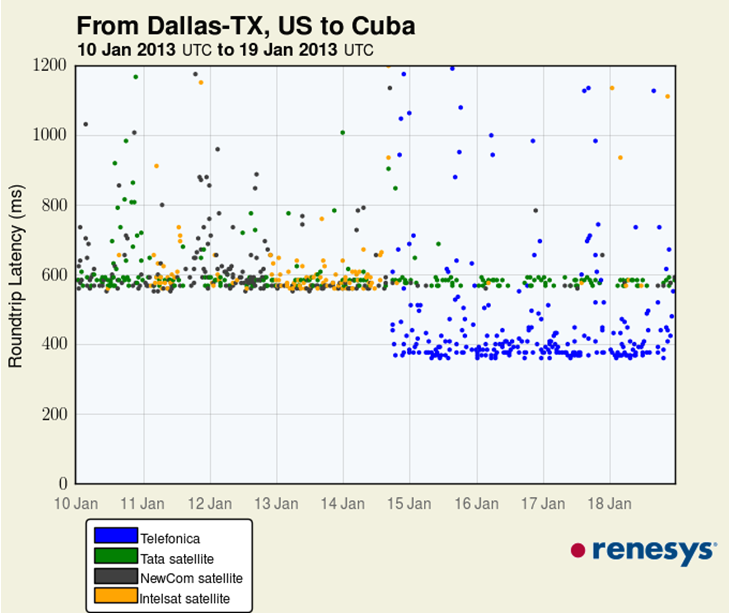 From Dallas-TX, US to Cuba
10 Jan 2013 UTC to 19 Jan 2013 UTC
Roundtrip Latency (ms)
1200
1000
800
600
400
200
0
10 Jan 11 Jan 12 Jan 13 Jan 14 Jan 15 Jan 16 Jan 17 Jan 18 Jan
Telefonica
Tata satellite
NewCom satellite
Intelsat satellite
renesys